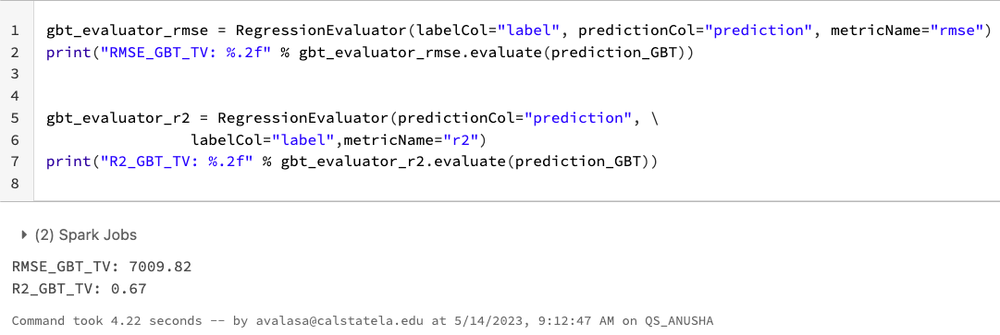 1 gbt_evaluator_rmse = RegressionEvaluator(labelCol="label", predictionCol="prediction", metricName="rmse")
2 print("RMSE_GBT_TV: %.2f" % gbt_evaluator_rmse.evaluate(prediction_GBT))
3
4
5 gbt_evaluator_r2 = RegressionEvaluator(predictionCol="prediction", \
6                 labelCol="label",metricName="r2")
7 print("R2_GBT_TV: %.2f" % gbt_evaluator_r2.evaluate(prediction_GBT))
8
(2) Spark Jobs
RMSE_GBT_TV: 7009.82
R2_GBT_TV: 0.67
Command took 4.22 seconds -- by avalasa@calstatela.edu at 5/14/2023, 9:12:47 AM on QS_ANUSHA